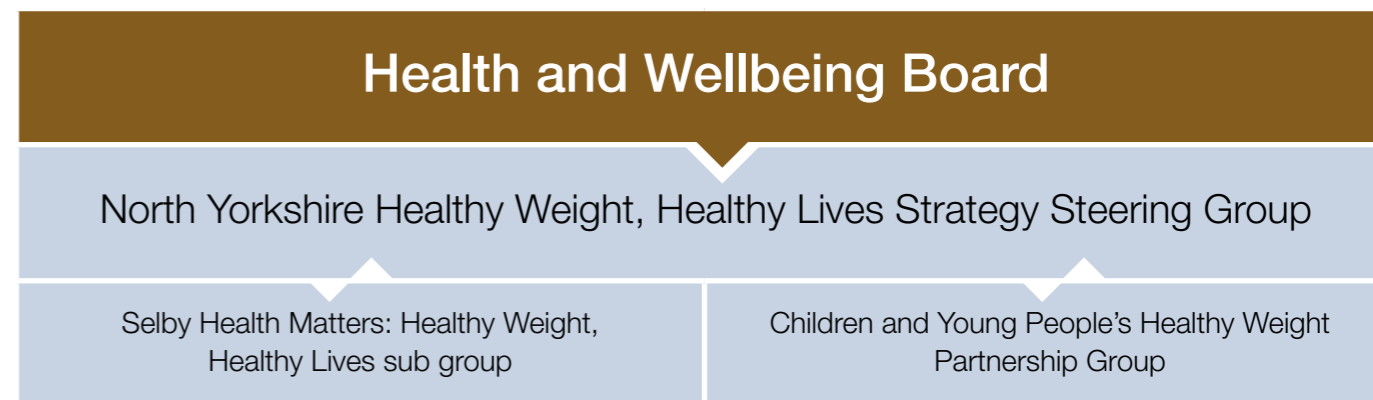 Health and Wellbeing Board
North Yorkshire Healthy Weight, Healthy Lives Strategy Steering Group
Selby Health Matters: Healthy Weight,
Healthy Lives sub group
Children and Young People’s Healthy Weight
Partnership Group